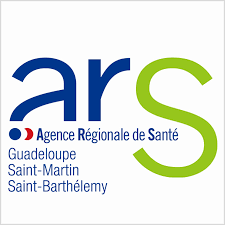 ars
Agence Régionale de Santé
Guadeloupe
Saint-Martin
Saint-Barthélemy